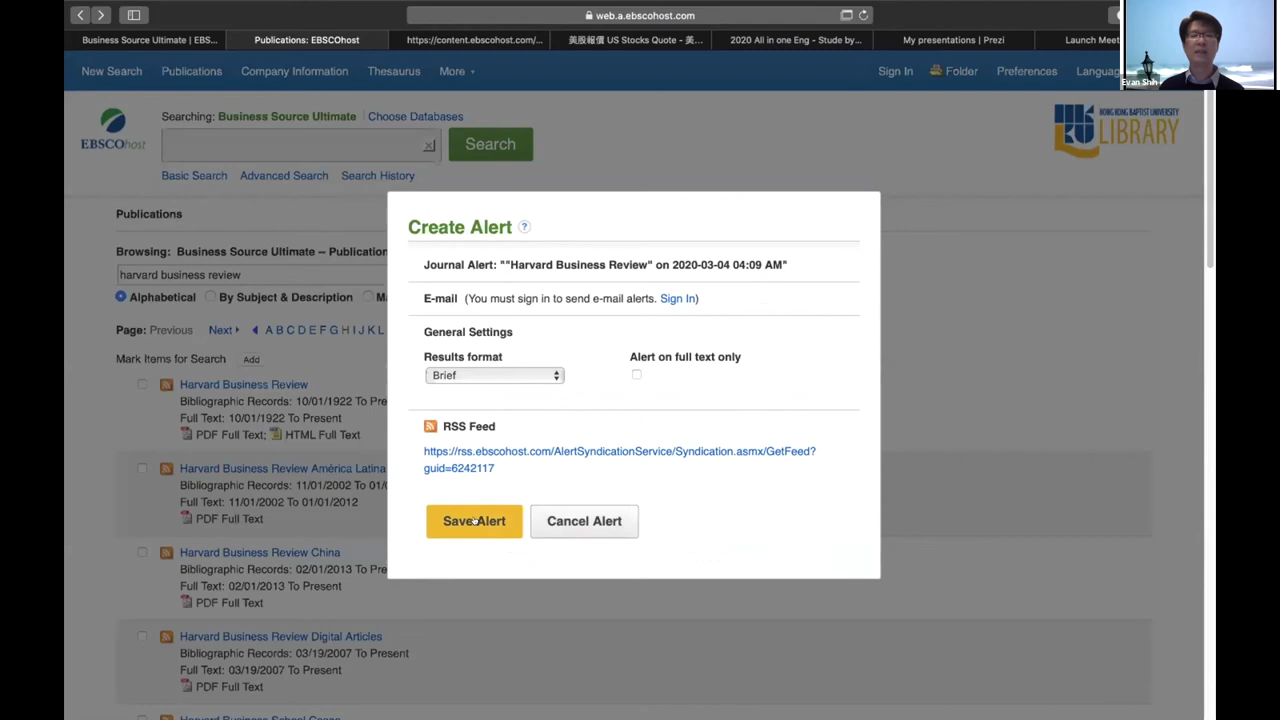 web.a.ebscohost.com
Business Source Ultimate | EBS...
Publications: EBSCOhost
https://content.ebscohost.com/...
美股報價 US Stocks Quote - 美...
2020 All in one Eng - Stude by...
My presentations | Prezi
Launch Meet
Evan Shih
New Search
Publications
Company Information
Thesaurus
More
Sign In
Folder
Preferences
Languag
EBSCOhost
Searching: Business Source Ultimate | Choose Databases
Search
Basic Search Advanced Search Search History
HONG KONG BAPTIST UNIVERSITY
LIBRARY
Publications
Browsing: Business Source Ultimate -- Publication
harvard business review
Alphabetical By Subject & Description Ma
Page: Previous Next A B C D E F G H I J K L
Mark Items for Search Add
Harvard Business Review
Bibliographic Records: 10/01/1922 To Pre
Full Text: 10/01/1922 To Present
PDF Full Text; HTML Full Text
Harvard Business Review América Latina
Bibliographic Records: 11/01/2002 To 01/0
Full Text: 11/01/2002 To 01/01/2012
PDF Full Text
Harvard Business Review China
Bibliographic Records: 02/01/2013 To Pre
Full Text: 02/01/2013 To Present
PDF Full Text
Harvard Business Review Digital Articles
Bibliographic Records: 03/19/2007 To Present
Full Text: 03/19/2007 To Present
PDF Full Text
Create Alert ?
Journal Alert: ""Harvard Business Review" on 2020-03-04 04:09 AM"
E-mail (You must sign in to send e-mail alerts. Sign In)
General Settings
Results format
Alert on full text only
Brief
RSS Feed
https://rss.ebscohost.com/AlertSyndicationService/Syndication.asmx/GetFeed?
guid=6242117
Save Alert
Cancel Alert